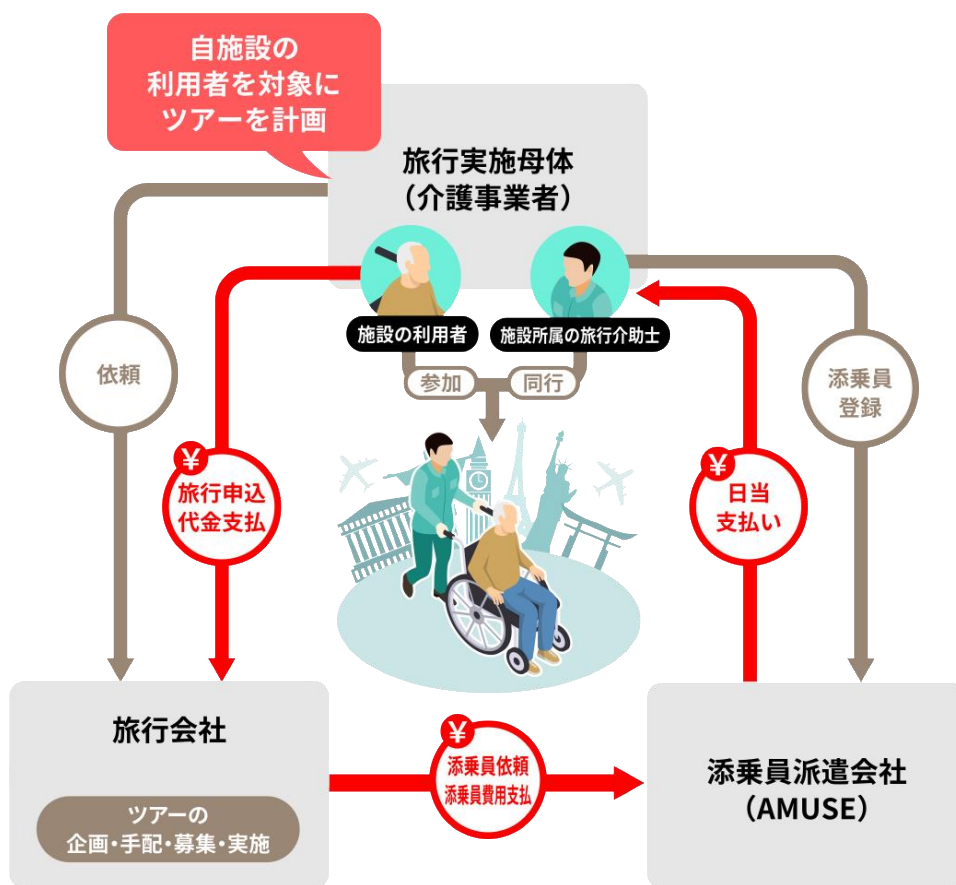 自施設の
利用者を対象に
ツアーを計画
旅行実施母体
（介護事業者）
施設の利用者
施設所属の旅行介助士
参加
同行
依頼
添乗員
登録
¥
旅行申込
代金支払
¥
日当
支払い
旅行会社
ツアーの
企画・手配・募集・実施
¥
添乗員依頼
添乗員費用支払
添乗員派遣会社
（AMUSE）